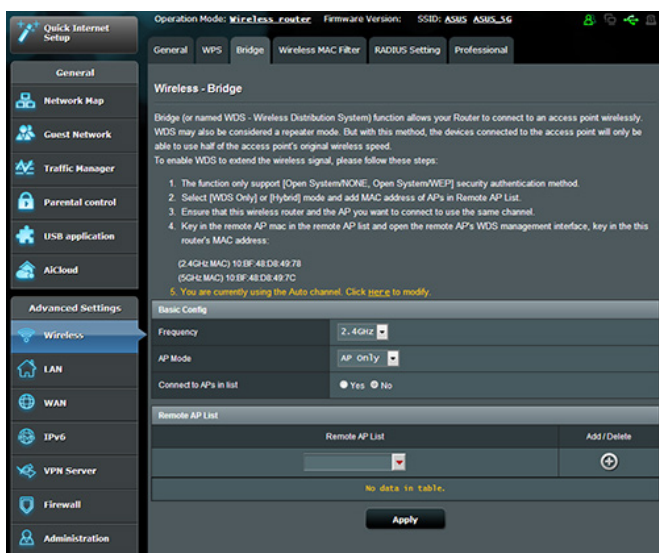 Quick Internet
Setup
Operation Mode: Wireless router Firmware Version: SSID: ASUS ASUS_5G
General WPS Bridge Wireless MAC Filter RADIUS Setting Professional
General
Network Map
Guest Network
Traffic Manager
Parental control
USB application
AiCloud
Advanced Settings
Wireless
LAN
WAN
IPv6
VPN Server
Firewall
Administration
Wireless - Bridge
Bridge (or named WDS - Wireless Distribution System) function allows your Router to connect to an access point wirelessly.
WDS may also be considered a repeater mode. But with this method, the devices connected to the access point will only be
able to use half of the access point's original wireless speed.
To enable WDS to extend the wireless signal, please follow these steps:
1. The function only support [Open System/NONE, Open System/WEP] security authentication method.
2. Select [WDS Only] or [Hybrid] mode and add MAC address of APs in Remote AP List.
3. Ensure that this wireless router and the AP you want to connect to use the same channel.
4. Key in the remote AP mac in the remote AP list and open the remote AP's WDS management interface, key in the this
router's MAC address:
(2.4GHz MAC) 10:BF:48:D8:49:78
(5GHz MAC) 10:BF:48:D8:49:7C
5. You are currently using the Auto channel. Click Here to modify.
Basic Config
Frequency 2.4GHz
AP Mode AP Only
Connect to APs in list Yes No
Remote AP List
Remote AP List Add / Delete
No data in table.
Apply